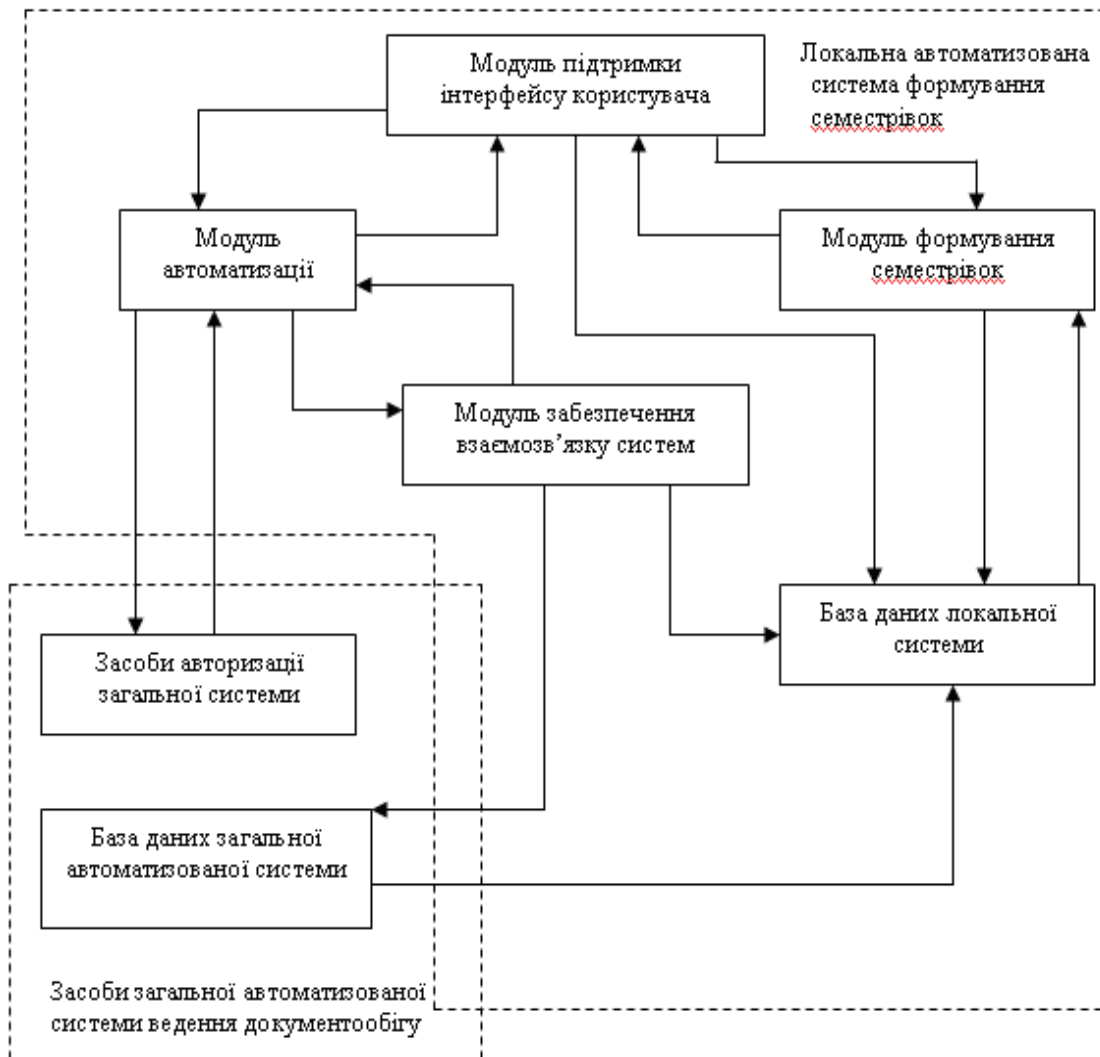 Модуль підтримки
інтерфейсу користувача
Локальна автоматизована
система формування
семестрівок
Модуль
автоматизації
Модуль формування
семестрівок
Модуль забезпечення
взаємозв’язку систем
Засоби авторизації
загальної системи
База даних локальної
системи
База даних загальної
автоматизованої системи
Засоби загальної автоматизованої
системи ведення документообігу